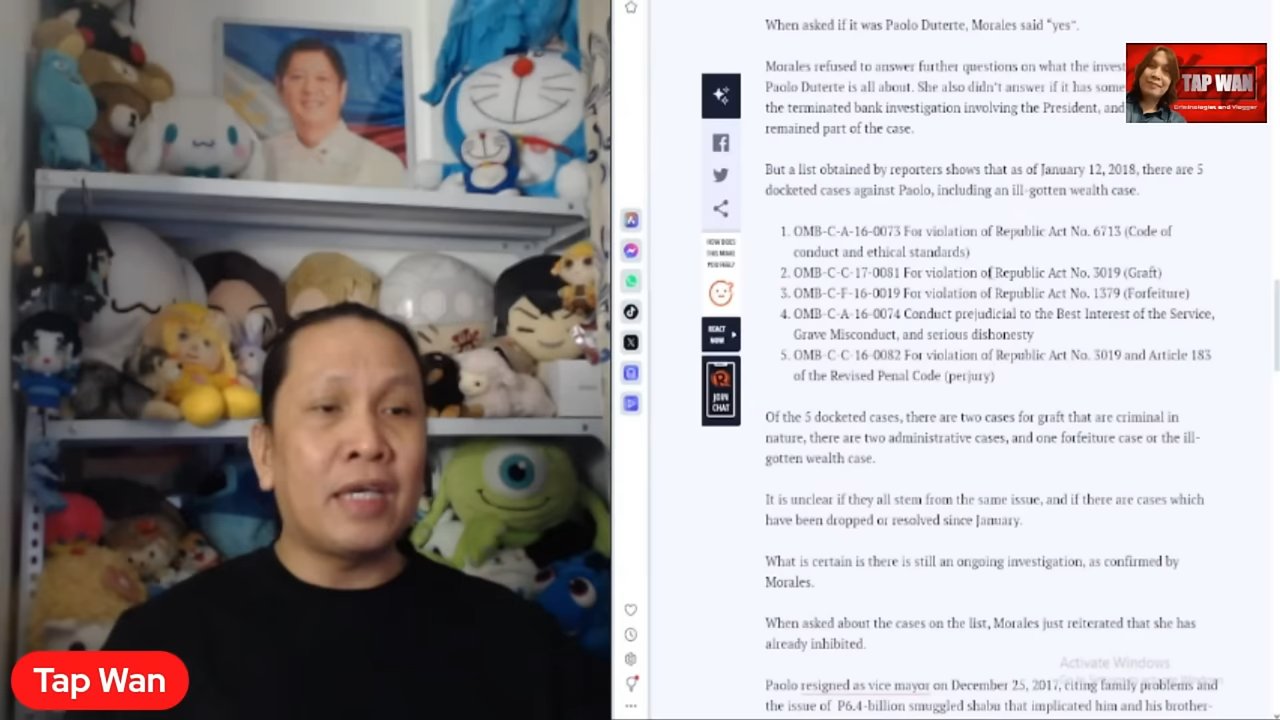 When asked if it was Paolo Duterte, Morales said "yes".
Morales refused to answer further questions on what the invest
Paolo Duterte is all about. She also didn't answer if it has some
the terminated bank investigation involving the President, and
remained part of the case.
But a list obtained by reporters shows that as of January 12, 2018, there are 5
docketed cases against Paolo, including an ill-gotten wealth case.
1. OMB-C-A-16-0073 For violation of Republic Act No. 6713 (Code of
conduct and ethical standards)
2. OMB-C-C-17-0081 For violation of Republic Act No. 3019 (Graft)
3. OMB-C-F-16-0019 For violation of Republic Act No. 1379 (Forfeiture)
4. OMB-C-A-16-0074 Conduct prejudicial to the Best Interest of the Service,
Grave Misconduct, and serious dishonesty
5. OMB-C-C-16-0082 For violation of Republic Act No. 3019 and Article 183
of the Revised Penal Code (perjury)
Of the 5 docketed cases, there are two cases for graft that are criminal in
nature, there are two administrative cases, and one forfeiture case or the ill-
gotten wealth case.
It is unclear if they all stem from the same issue, and if there are cases which
have been dropped or resolved since January.
What is certain is there is still an ongoing investigation, as confirmed by
Morales.
When asked about the cases on the list, Morales just reiterated that she has
already inhibited.
Paolo resigned as vice mayor on December 25, 2017, citing family problems and
the issue of P6.4-billion smuggled shabu that implicated him and his brother-
HOW DOES
THIS MAKE
YOU FEEL?
REACT
NOW
JOIN
CHAT
TAP WAN
Criminologist and Vlogger
Activate Windows
Tap Wan